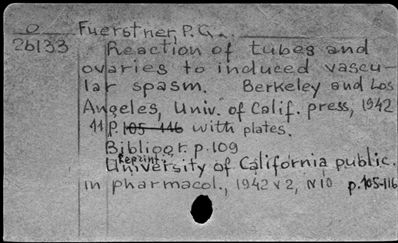 O Fuerstner, P.G.
2b133 Reaction of tubes and
ovaries to induced vascu-
lar spasm. Berkeley and Los
Angeles, Univ. of Calif. press, 1942
11 p. 105-116 with plates.
Bibliogr. p. 109
Reprint.
University of California public.
in pharmacol., 1942 v 2, N 10 p. 105-116